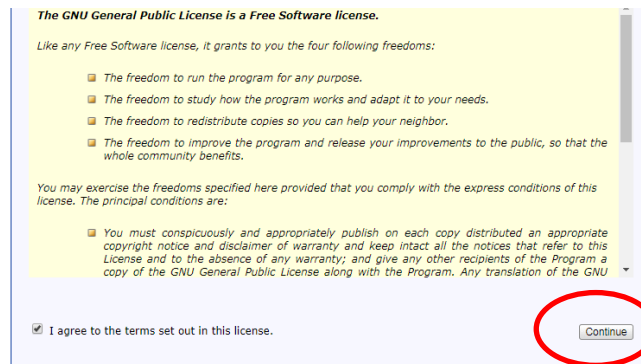 The GNU General Public License is a Free Software license.
Like any Free Software license, it grants to you the four following freedoms:
The freedom to run the program for any purpose.
The freedom to study how the program works and adapt it to your needs.
The freedom to redistribute copies so you can help your neighbor.
The freedom to improve the program and release your improvements to the public, so that the
whole community benefits.
You may exercise the freedoms specified here provided that you comply with the express conditions of this
license. The principal conditions are:
You must conspicuously and appropriately publish on each copy distributed an appropriate
copyright notice and disclaimer of warranty and keep intact all the notices that refer to this
License and to the absence of any warranty; and give any other recipients of the Program a
copy of the GNU General Public License along with the Program. Any translation of the GNU
I agree to the terms set out in this license.
Continue